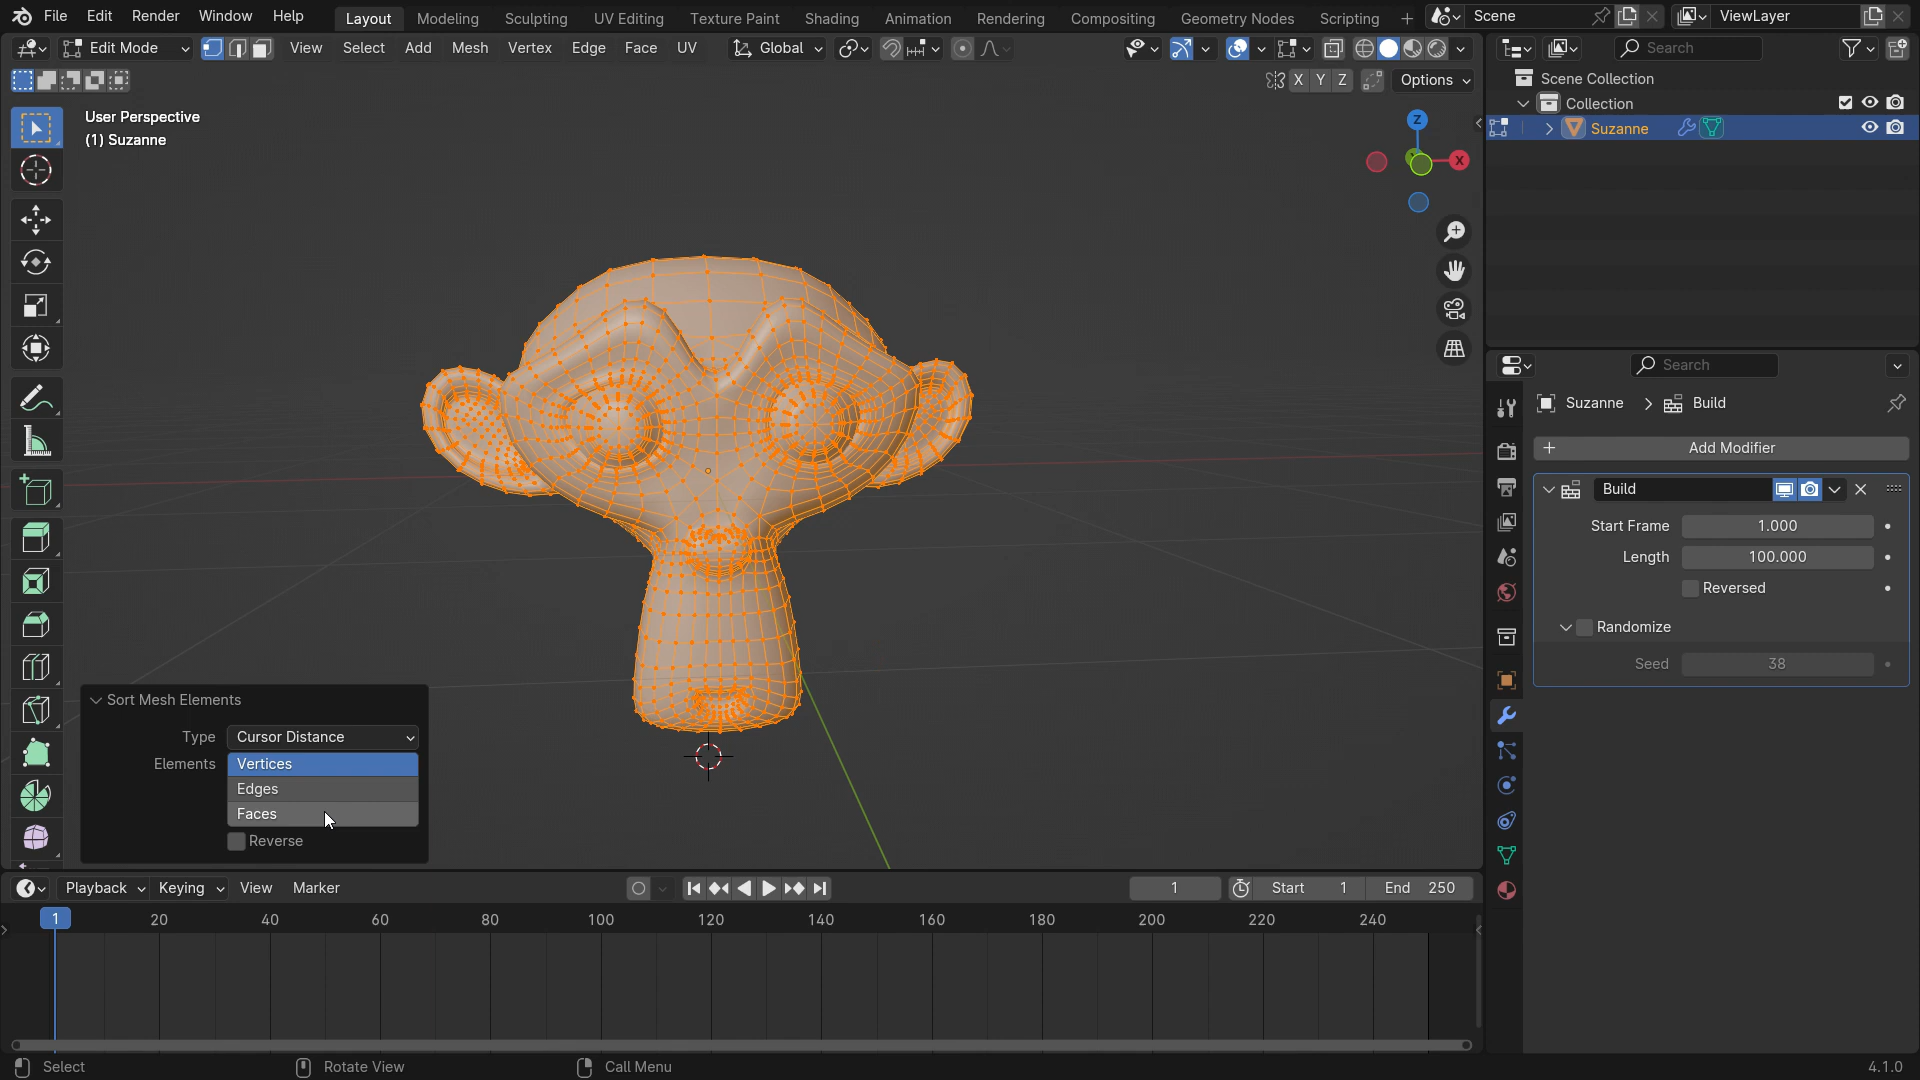 File Edit Render Window Help Layout Modeling Sculpting UV Editing Texture Paint Shading Animation Rendering Compositing Geometry Nodes Scripting + Scene ViewLayer
Edit Mode View Select Add Mesh Vertex Edge Face UV Global Search
X Y Z Options
Scene Collection
Collection
Suzanne
User Perspective
(1) Suzanne
Z
X
Search
Suzanne Build
Add Modifier
Build
Start Frame 1.000
Length 100.000
Reversed
Randomize
Seed 38
Sort Mesh Elements
Type Cursor Distance
Elements Vertices
Edges
Faces
Reverse
Playback Keying View Marker 1 Start 1 End 250
1 20 40 60 80 100 120 140 160 180 200 220 240
Select Rotate View Call Menu 4.1.0